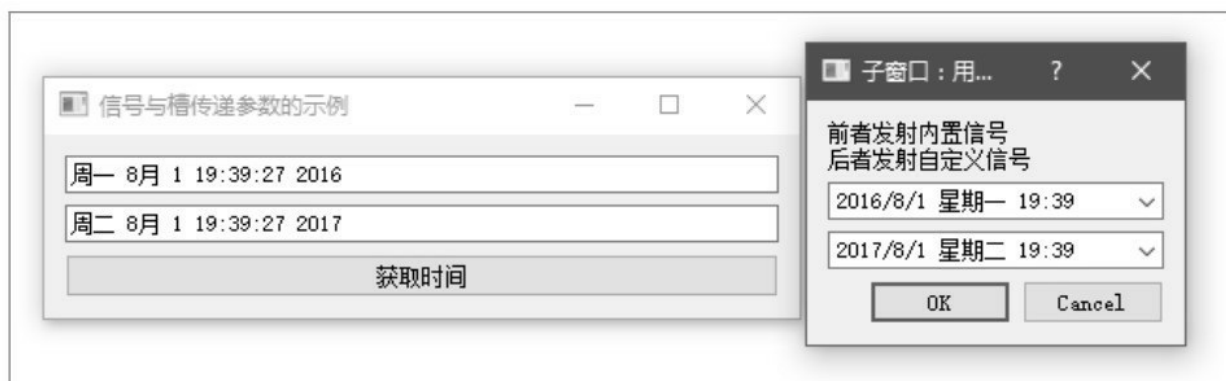 信号与槽传递参数的示例
周一 8月 1 19:39:27 2016
周二 8月 1 19:39:27 2017
获取时间
子窗口：用...
?
前者发射内置信号
后者发射自定义信号
2016/8/1 星期一 19:39
2017/8/1 星期二 19:39
OK
Cancel